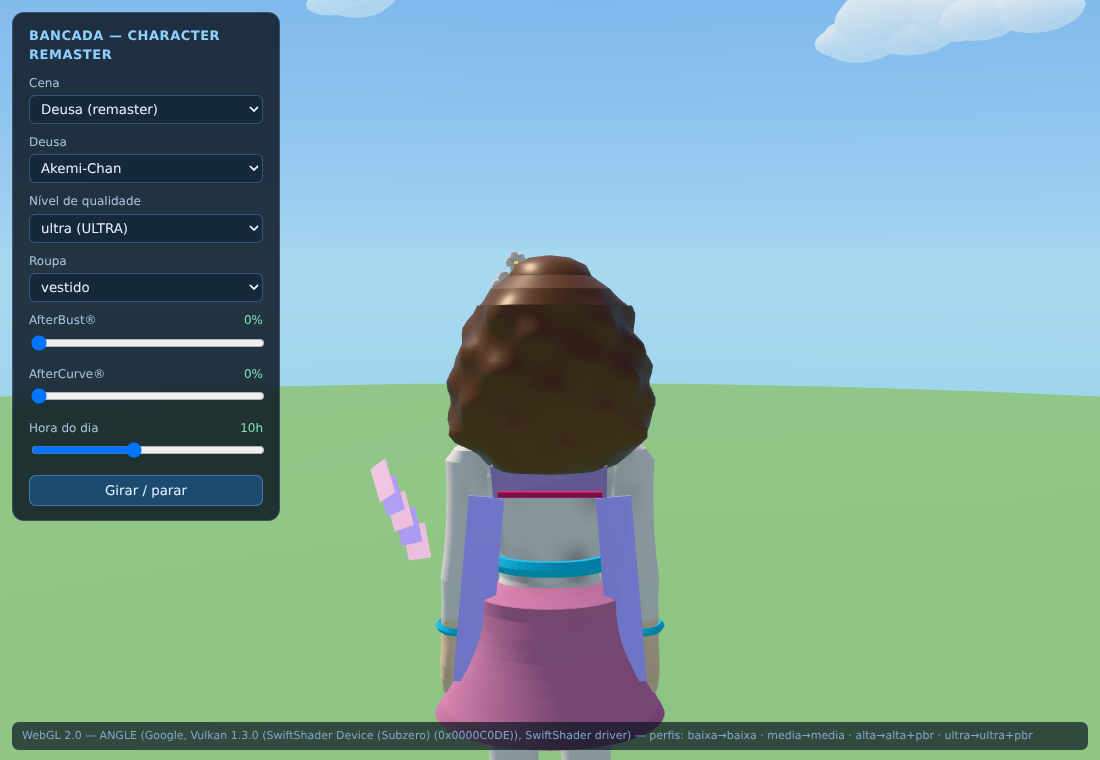 BANCADA — CHARACTER
REMASTER
Cena
Deusa (remaster)
Deusa
Akemi-Chan
Nível de qualidade
ultra (ULTRA)
Roupa
vestido
AfterBust® 0%
AfterCurve® 0%
Hora do dia 10h
Girar / parar
WebGL 2.0 — ANGLE (Google, Vulkan 1.3.0 (SwiftShader Device (Subzero) (0x0000C0DE)), SwiftShader driver) — perfis: baixa→baixa · media→media · alta→alta+pbr · ultra→ultra+pbr